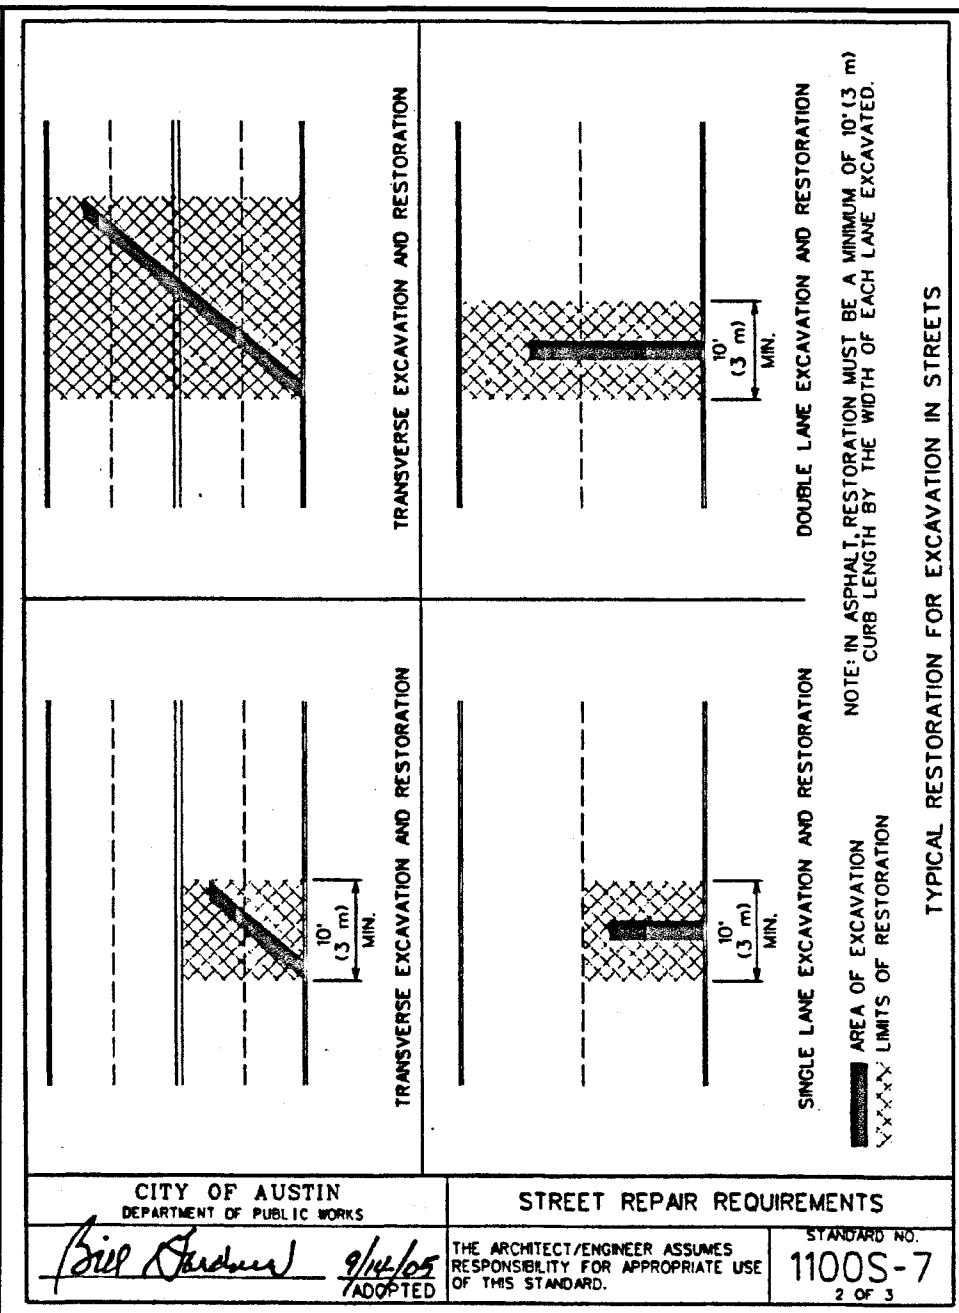 TRANSVERSE EXCAVATION AND RESTORATION
10'
(3 m)
MIN.
TRANSVERSE EXCAVATION AND RESTORATION
10'
(3 m)
MIN.
SINGLE LANE EXCAVATION AND RESTORATION
10'
(3 m)
MIN.
DOUBLE LANE EXCAVATION AND RESTORATION
AREA OF EXCAVATION
LIMITS OF RESTORATION
NOTE: IN ASPHALT, RESTORATION MUST BE A MINIMUM OF 10' (3 m)
CURB LENGTH BY THE WIDTH OF EACH LANE EXCAVATED.
TYPICAL RESTORATION FOR EXCAVATION IN STREETS
CITY OF AUSTIN
DEPARTMENT OF PUBLIC WORKS
STREET REPAIR REQUIREMENTS
Bill Gardner 9/14/05
ADOPTED
THE ARCHITECT/ENGINEER ASSUMES
RESPONSIBILITY FOR APPROPRIATE USE
OF THIS STANDARD.
STANDARD NO.
1100S-7
2 OF 3